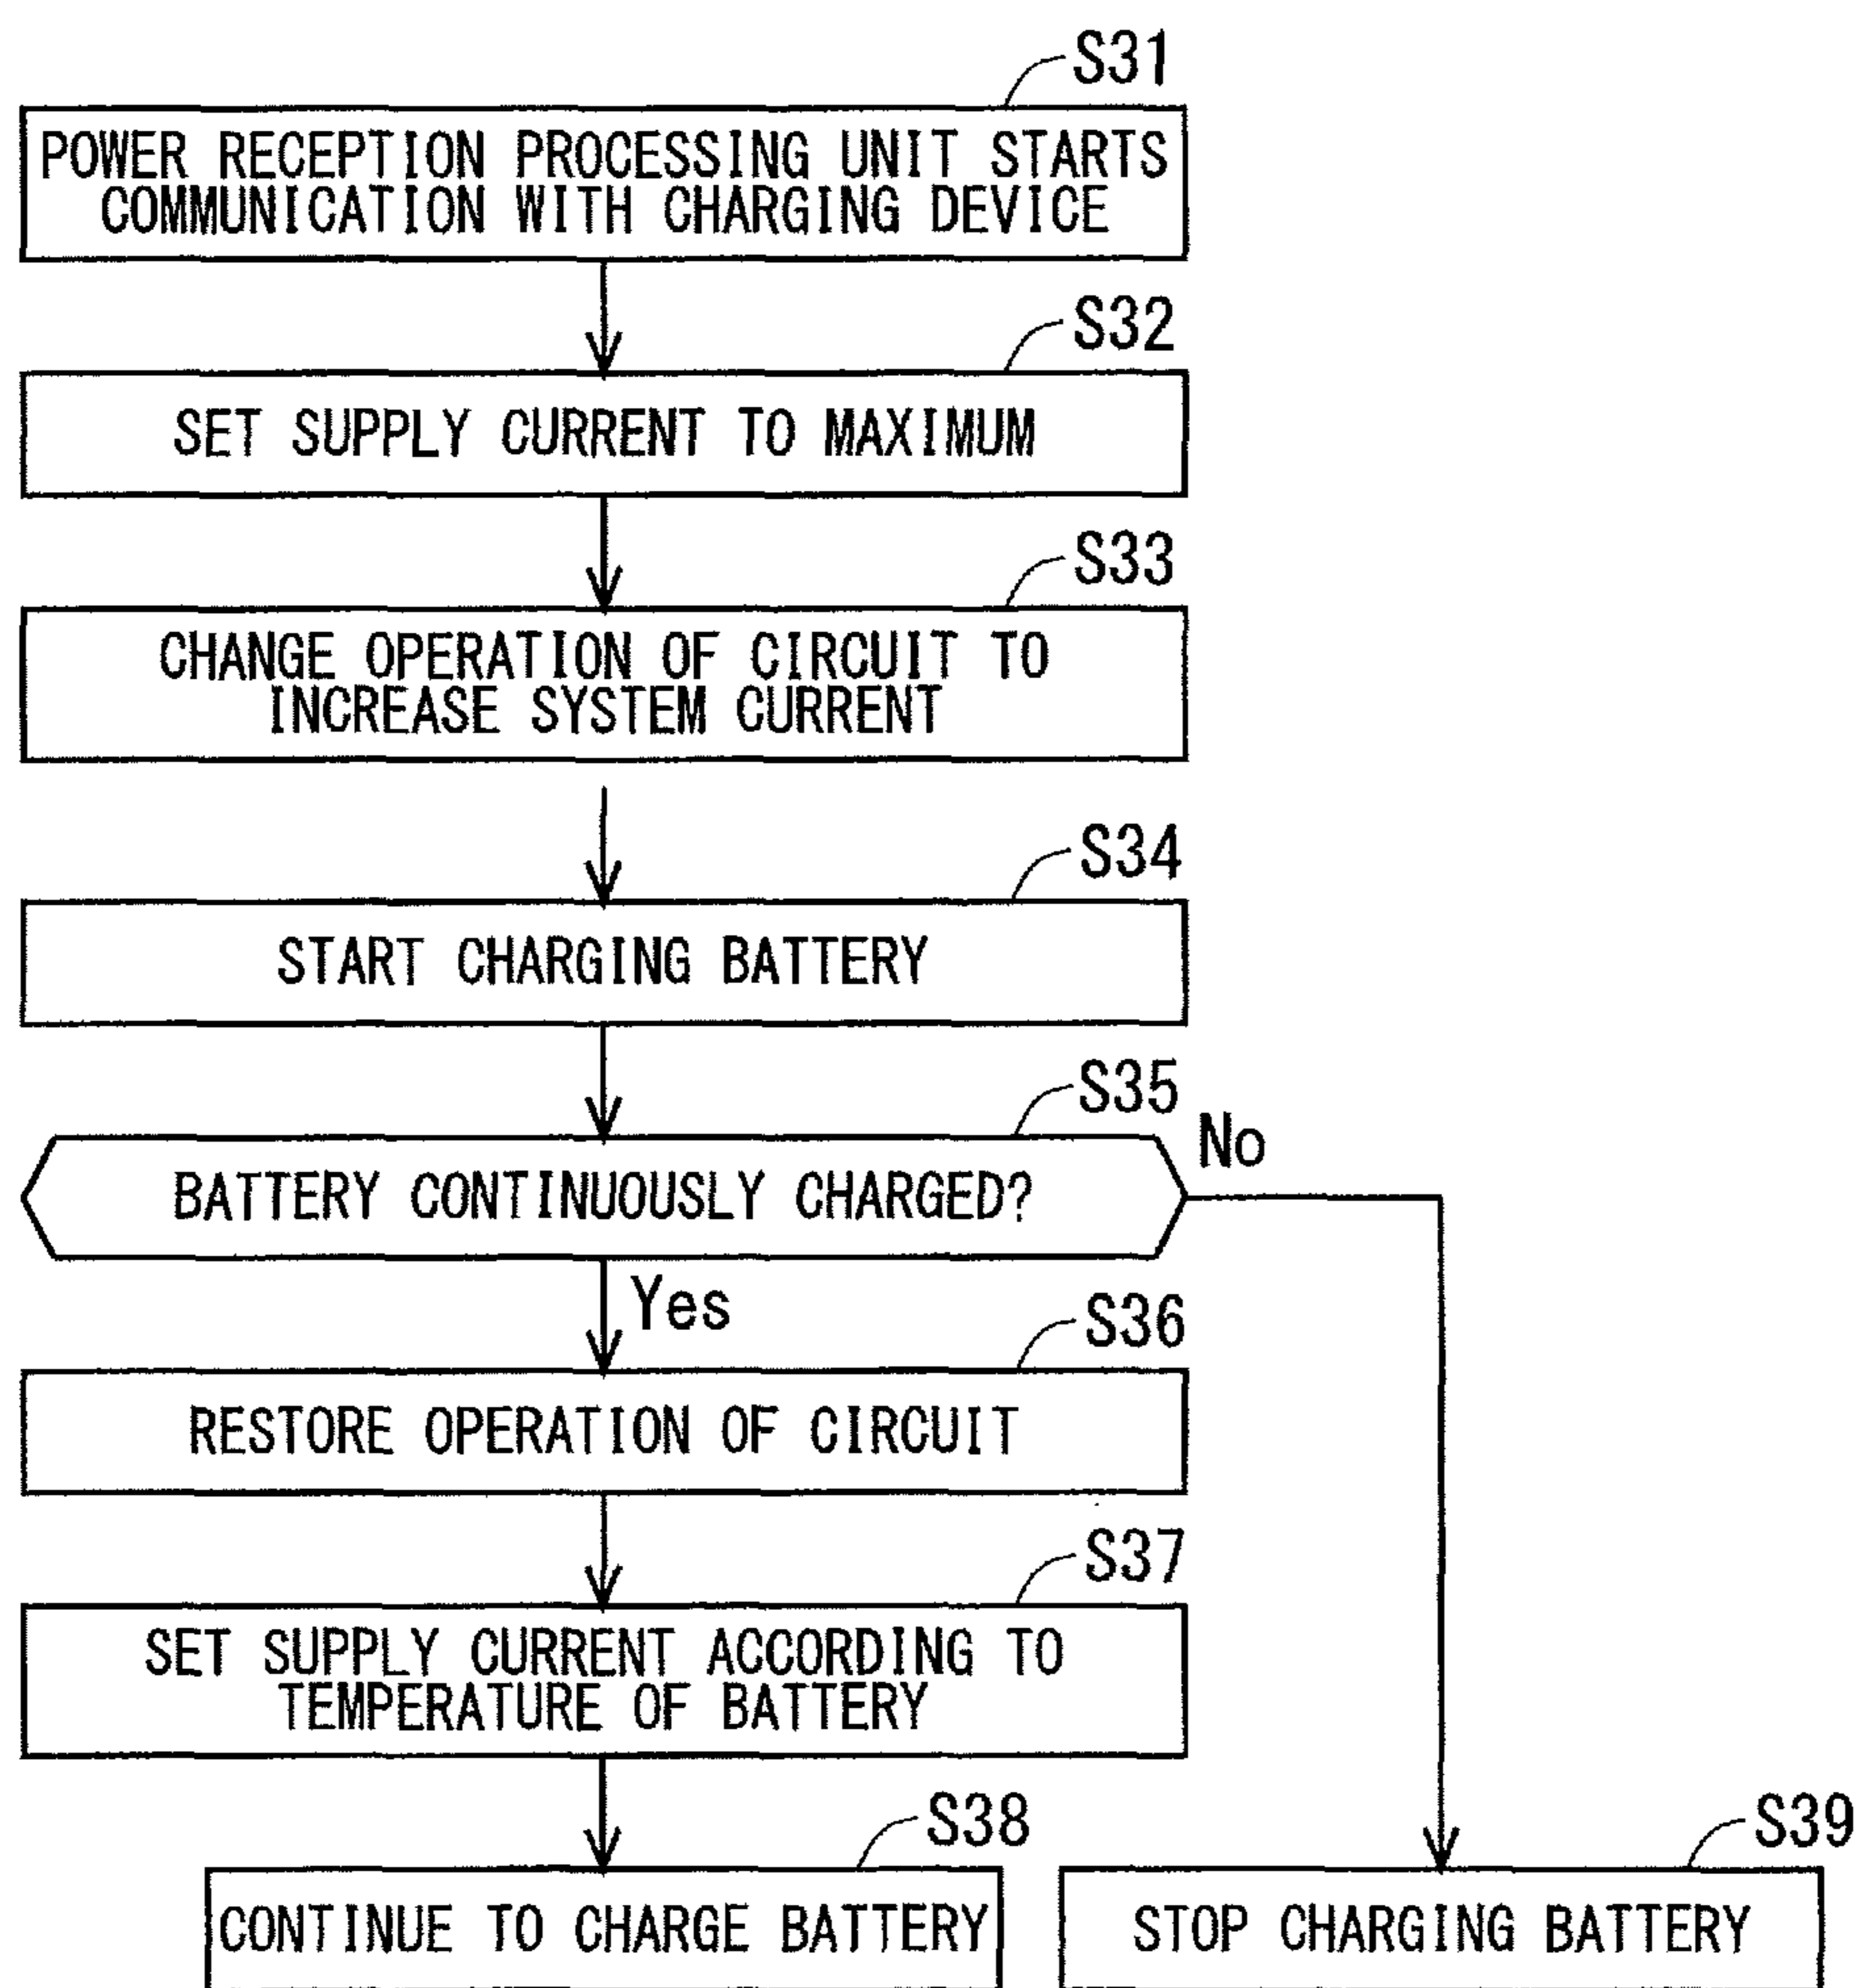 S31
POWER RECEPTION PROCESSING UNIT STARTS
COMMUNICATION WITH CHARGING DEVICE
S32
SET SUPPLY CURRENT TO MAXIMUM
S33
CHANGE OPERATION OF CIRCUIT TO
INCREASE SYSTEM CURRENT
S34
START CHARGING BATTERY
S35
No
BATTERY CONTINUOUSLY CHARGED?
Yes
S36
RESTORE OPERATION OF CIRCUIT
S37
SET SUPPLY CURRENT ACCORDING TO
TEMPERATURE OF BATTERY
S38
S39
CONTINUE TO CHARGE BATTERY
STOP CHARGING BATTERY